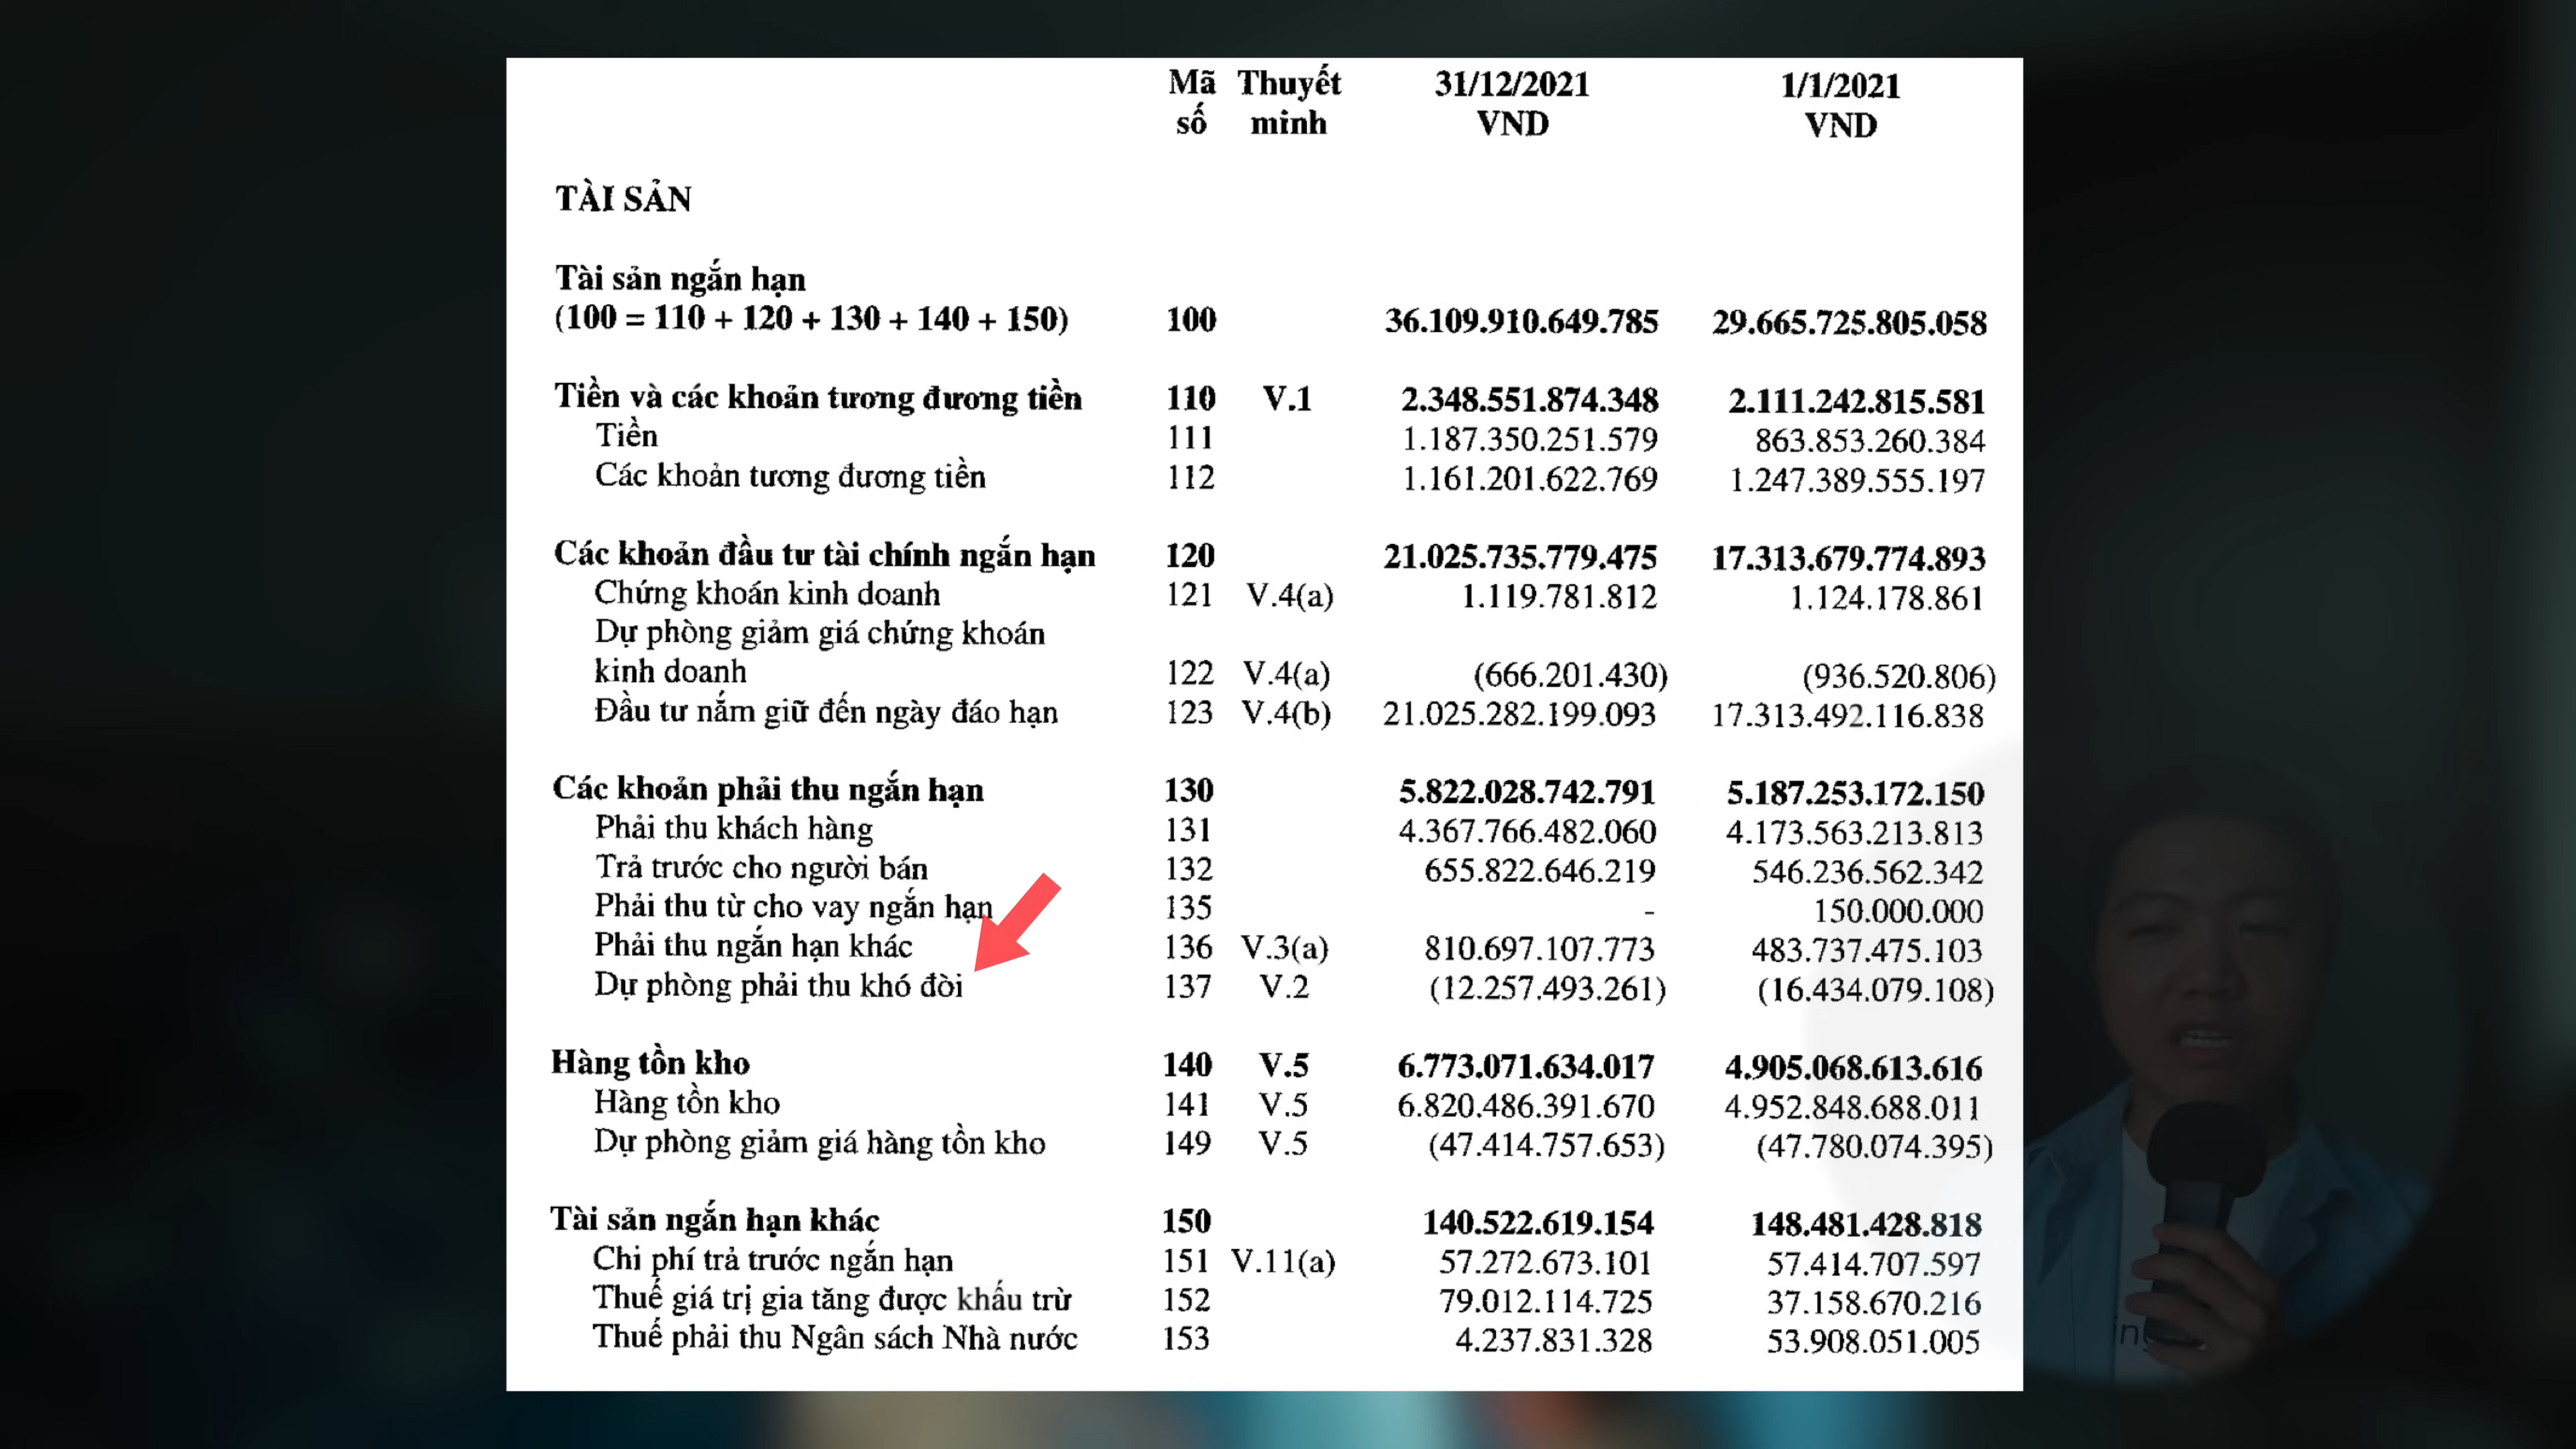 Mã Thuyết 31/12/2021 1/1/2021
số minh VND VND
TÀI SẢN
Tài sản ngắn hạn
(100 = 110 + 120 + 130 + 140 + 150) 100 36.109.910.649.785 29.665.725.805.058
Tiền và các khoản tương đương tiền 110 V.1 2.348.551.874.348 2.111.242.815.581
Tiền 111 1.187.350.251.579 863.853.260.384
Các khoản tương đương tiền 112 1.161.201.622.769 1.247.389.555.197
Các khoản đầu tư tài chính ngắn hạn 120 21.025.735.779.475 17.313.679.774.893
Chứng khoán kinh doanh 121 V.4(a) 1.119.781.812 1.124.178.861
Dự phòng giảm giá chứng khoán
kinh doanh 122 V.4(a) (666.201.430) (936.520.806)
Đầu tư nắm giữ đến ngày đáo hạn 123 V.4(b) 21.025.282.199.093 17.313.492.116.838
Các khoản phải thu ngắn hạn 130 5.822.028.742.791 5.187.253.172.150
Phải thu khách hàng 131 4.367.766.482.060 4.173.563.213.813
Trả trước cho người bán 132 655.822.646.219 546.236.562.342
Phải thu từ cho vay ngắn hạn 135 - 150.000.000
Phải thu ngắn hạn khác 136 V.3(a) 810.697.107.773 483.737.475.103
Dự phòng phải thu khó đòi 137 V.2 (12.257.493.261) (16.434.079.108)
Hàng tồn kho 140 V.5 6.773.071.634.017 4.905.068.613.616
Hàng tồn kho 141 V.5 6.820.486.391.670 4.952.848.688.011
Dự phòng giảm giá hàng tồn kho 149 V.5 (47.414.757.653) (47.780.074.395)
Tài sản ngắn hạn khác 150 140.522.619.154 148.481.428.818
Chi phí trả trước ngắn hạn 151 V.11(a) 57.272.673.101 57.414.707.597
Thuế giá trị gia tăng được khấu trừ 152 79.012.114.725 37.158.670.216
Thuế phải thu Ngân sách Nhà nước 153 4.237.831.328 53.908.051.005